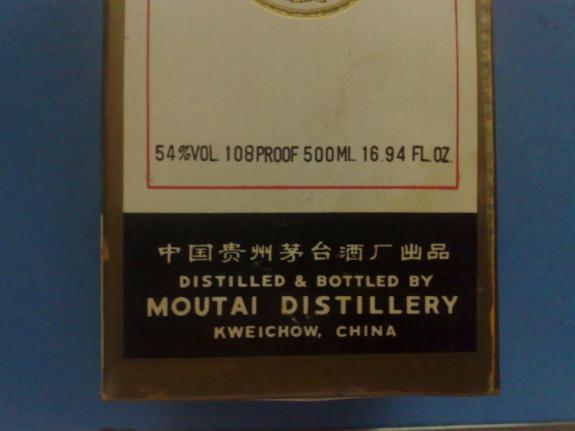 54%VOL 108PROOF 500ML 16.94 FL.OZ.
中国贵州茅台酒厂出品
DISTILLED & BOTTLED BY
MOUTAI DISTILLERY
KWEICHOW, CHINA